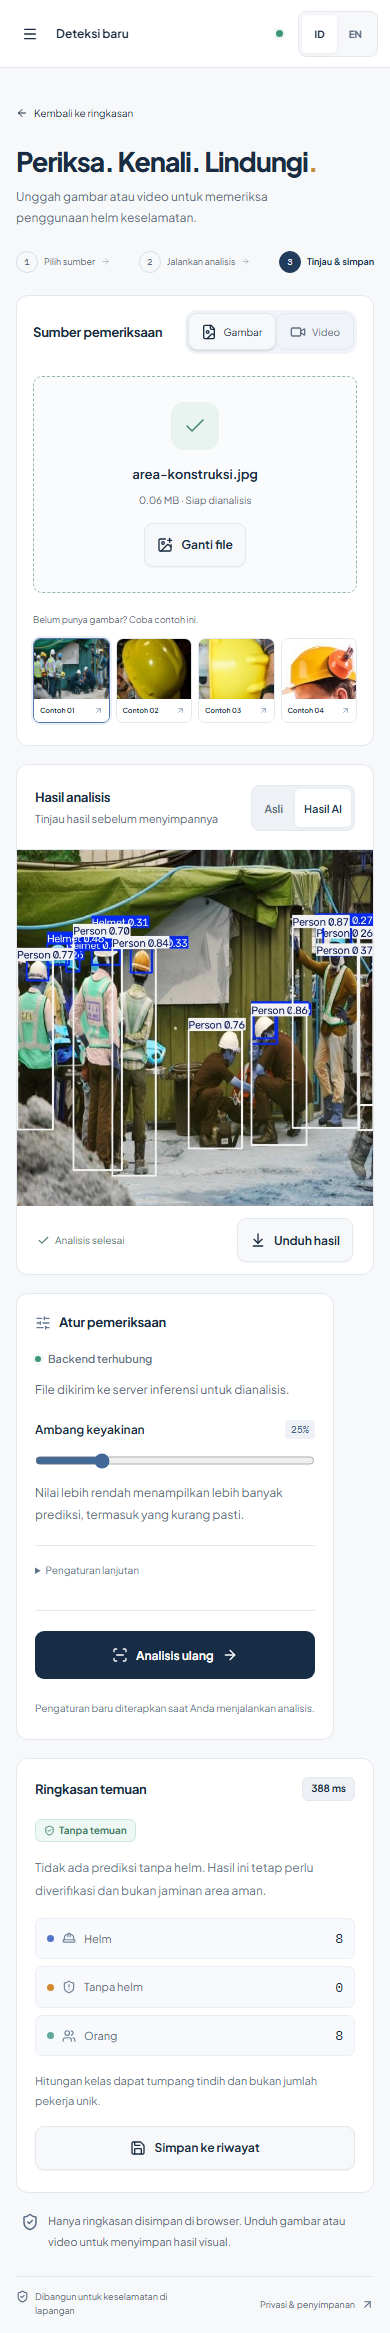 Deteksi baru
ID
EN
Kembali ke ringkasan
Periksa. Kenali. Lindungi.
Unggah gambar atau video untuk memeriksa
penggunaan helm keselamatan.
1 Pilih sumber
2 Jalankan analisis
3 Tinjau & simpan
Sumber pemeriksaan
Gambar
Video
area-konstruksi.jpg
0.06 MB · Siap dianalisis
Ganti file
Belum punya gambar? Coba contoh ini.
Contoh 01
Contoh 02
Contoh 03
Contoh 04
Hasil analisis
Tinjau hasil sebelum menyimpannya
Asli
Hasil AI
Helmet 0.31
Person 0.70
Person 0.84
0.33
Person 0.77
Person 0.87
0.27
Person 0.26
Person 0.37
Person 0.86
Person 0.76
Analisis selesai
Unduh hasil
Atur pemeriksaan
Backend terhubung
File dikirim ke server inferensi untuk dianalisis.
Ambang keyakinan
25%
Nilai lebih rendah menampilkan lebih banyak
prediksi, termasuk yang kurang pasti.
Pengaturan lanjutan
Analisis ulang
Pengaturan baru diterapkan saat Anda menjalankan analisis.
Ringkasan temuan
388 ms
Tanpa temuan
Tidak ada prediksi tanpa helm. Hasil ini tetap perlu
diverifikasi dan bukan jaminan area aman.
Helm 8
Tanpa helm 0
Orang 8
Hitungan kelas dapat tumpang tindih dan bukan jumlah
pekerja unik.
Simpan ke riwayat
Hanya ringkasan disimpan di browser. Unduh gambar atau
video untuk menyimpan hasil visual.
Dibangun untuk keselamatan di
lapangan
Privasi & penyimpanan